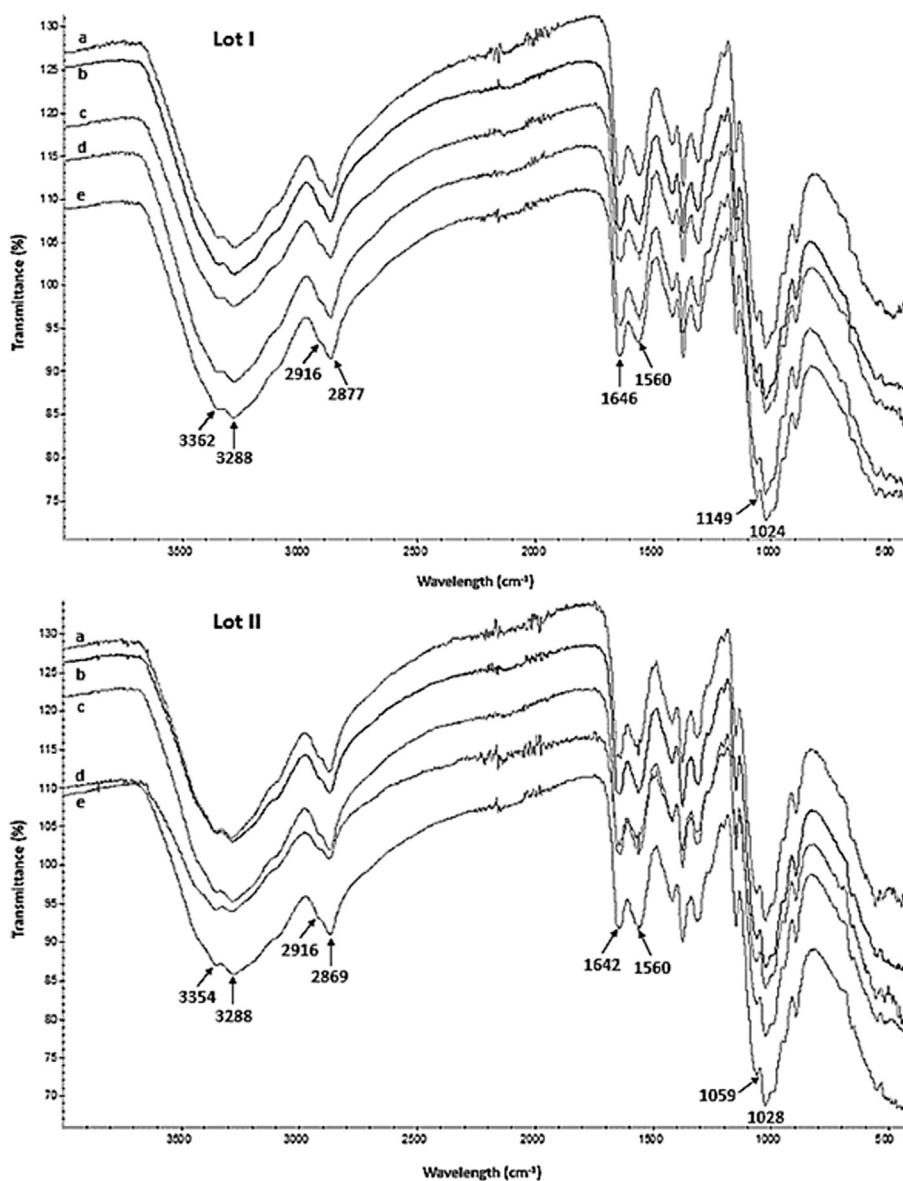 Lot I
a
b
c
d
e
130
125
120
115
110
105
100
95
90
85
80
75
Transmittance (%)
2916
2877
3362
3288
1646
1560
1149
1024
3500 3000 2500 2000 1500 1000 500
Wavelength (cm⁻¹)
Lot II
a
b
c
d
e
130
125
120
115
110
105
100
95
90
85
80
75
70
Transmittance (%)
2916
2869
3354
3288
1642
1560
1059
1028
3500 3000 2500 2000 1500 1000 500
Wavelength (cm⁻¹)